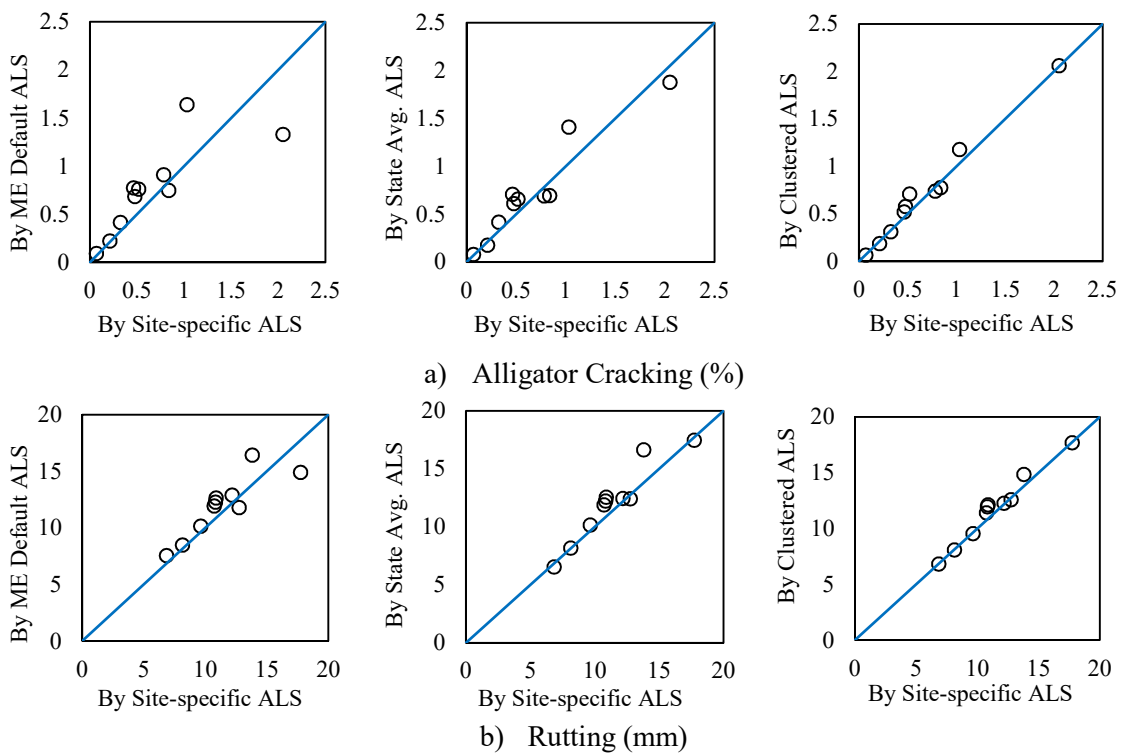 By ME Default ALS
2.5
2
1.5
1
0.5
0
0 0.5 1 1.5 2 2.5
By Site-specific ALS
By State Avg. ALS
2.5
2
1.5
1
0.5
0
0 0.5 1 1.5 2 2.5
By Site-specific ALS
By Clustered ALS
2.5
2
1.5
1
0.5
0
0 0.5 1 1.5 2 2.5
By Site-specific ALS
a) Alligator Cracking (%)
By ME Default ALS
20
15
10
5
0
0 5 10 15 20
By Site-specific ALS
By State Avg. ALS
20
15
10
5
0
0 5 10 15 20
By Site-specific ALS
By Clustered ALS
20
15
10
5
0
0 5 10 15 20
By Site-specific ALS
b) Rutting (mm)